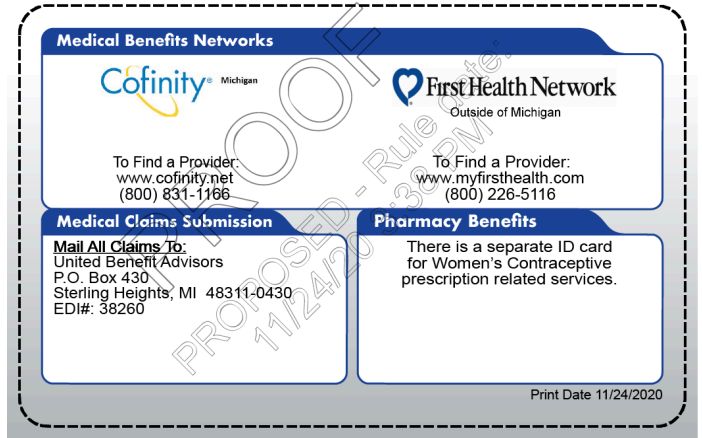 Medical Benefits Networks
Cofinity® Michigan
First Health Network
Outside of Michigan
To Find a Provider:
www.cofinity.net
(800) 831-1166
To Find a Provider:
www.myfirsthealth.com
(800) 226-5116
Medical Claims Submission
Mail All Claims To:
United Benefit Advisors
P.O. Box 430
Sterling Heights, MI 48311-0430
EDI#: 38260
Pharmacy Benefits
There is a separate ID card
for Women's Contraceptive
prescription related services.
Print Date 11/24/2020
PROOF
PROPOSED - Rule date: